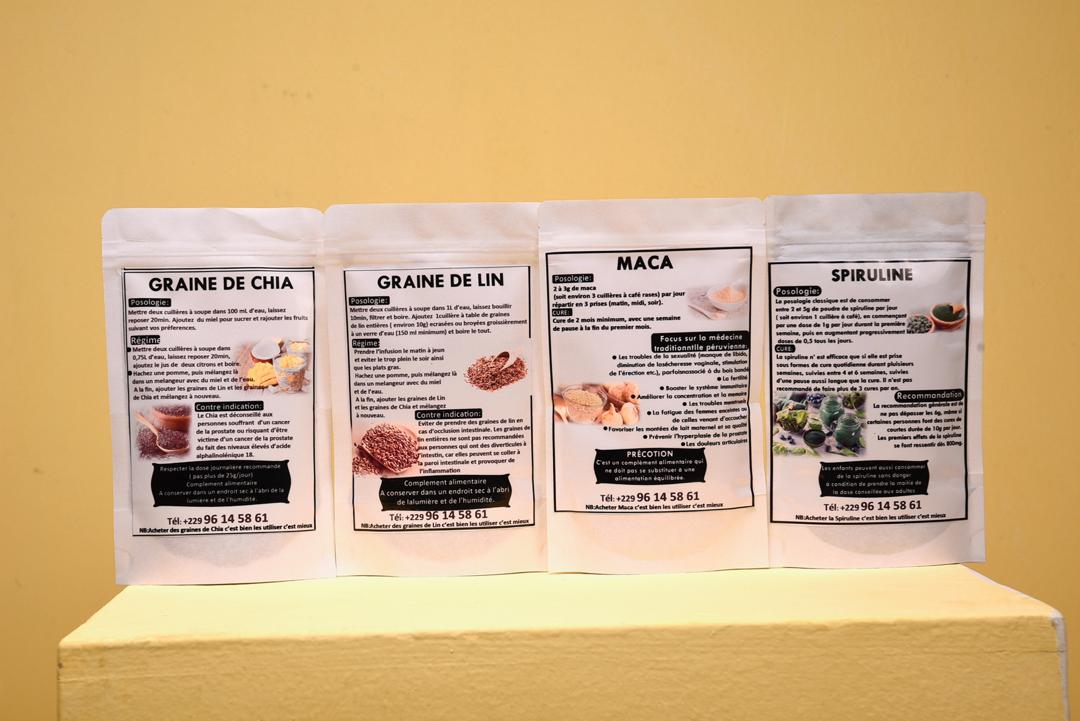 GRAINE DE CHIA
Posologie:
Mettre deux cuillères à soupe dans 100 mL d'eau, laissez
reposer 20min. Ajoutez du miel pour sucrer et rajouter les fruits
suivant vos préferences.
Régime
Mettre deux cuillères à soupe dans
0,75L d'eau, laisses reposer 20min,
ajoutez le jus de deux citrons et boire.
Hachez une pomme, puis mélangez là
dans un melangeur avec du miel et de l'eau.
A la fin, ajouter les graines de Lin et les graines
de Chia et mélangez à nouveau.
Contre indication:
Le Chia et déconseillé aux
personnes souffrant d'un cancer
de la prostate ou risquant d'être
victime d'un cancer de la prostate
du fait des niveaux élevés d'acide
alphalinolénique 18.
Respecter la dose journalière recommande
( pas plus de 25g/jour)
Complement alimentaire
A conserver dans un endroit sec à l'abri de la
lumière et de l'humidité.
Tél: +229 96 14 58 61
NB:Acheter des graines de Chia c'est bien les utiliser c'est mieux
GRAINE DE LIN
Posologie:
Mettre deux cuillères à soupe dans 1l d'eau, laissez bouillir
10min, filtrer et boire. Ajoutez 1cuillère à table de graines
de lin entières ( environ 10g) ecrasées ou broyées groissièrement
à un verre d'eau (150 ml minimum) et boire le tout.
Régime:
Prendre l'infusion le matin à jeun
et eviter le trop plein le soir ainsi
que les plats gras.
Hachez une pomme, puis mélangez là
dans un melangeur avec du miel
et de l'eau.
A la fin, ajouter les graines de Lin
et les graines de Chia et mélangez
à nouveau.
Contre indication:
Eviter de prendre des graines de lin en
cas d'occlusion intestinale. Les graines de
lin entières ne sont pas recommandées
aux personnes qui ont des diverticules à
l'intestin, car elles peuvent se coller à
la paroi intestinale et provoquer de
l'inflammation
Complement alimentaire
A conserver dans un endroit sec à l'abri
de lalumière et de l'humidité.
Tél: +229 96 14 58 61
NB:Acheter des graines de Lin c'est bien les utiliser c'est mieux
MACA
Posologie:
2 à 3g de maca
(soit environ 3 cuillères à café rases) par jour
répartir en 3 prises (matin, midi, soir).
CURE:
Cure de 2 mois minimum, avec une semaine
de pause à la fin du premier mois.
Focus sur la médecine
traditionntlle péruvienne:
Les troubles de la sexualité (manque de libido,
diminution de losécheresse vaginale, stimulation
de l'érection etc.), parfoisassocié à du bois bandé
La fertilité
Booster le système immunitaire
Améliorer la concentration et la memoire
Les troubles menstruels
La fatigue des femmes enceintes ou
de celles venant d'accoucher
Favoriser les montées de lait maternel et sa qualité
Prévenir l'hyperplasie de la prostate
Les douleurs articulaires
PRÉCOTION
C'est un complément alimentaire qui
ne doit pas se substituer à une
alimentation équilibrée.
Tél: +229 96 14 58 61
NB:Acheter Maca c'est bien les utiliser c'est mieux
SPIRULINE
Posologie:
La posologie classique est de consommer
entre 2 et 5g de poudre de spiruline par jour
( soit environ 1 cuillère à café), en commençant
par une dose de 1g par jour durant la première
semaine, puis en augmentant progressivement
doses de 0,5 tous les jours.
CURE:
La spiruline n' est efficace que si elle est prise
sous formes de cure quotidienne durant plusieurs
semaines, suivies entre 4 et 6 semaines, suivies
d'une pause aussi longue que la cure. Il n'est pas
recommandé de faire plus de 3 cures par an.
Recommandation
La recommandation générale est de
ne pas dépasser les 6g, même si
certaines personnes font des cures de
courtes durée de 10g par jour.
Les premiers effets de la spiruline
se font ressentir dès 800mg.
Les enfants peuvent aussi consommer
de la spiruline sans danger
à condition de prendre la moitié de
la dose conseillée aux adultes
Tél: +229 96 14 58 61
NB:Acheter la Spiruline c'est bien les utiliser c'est mieux